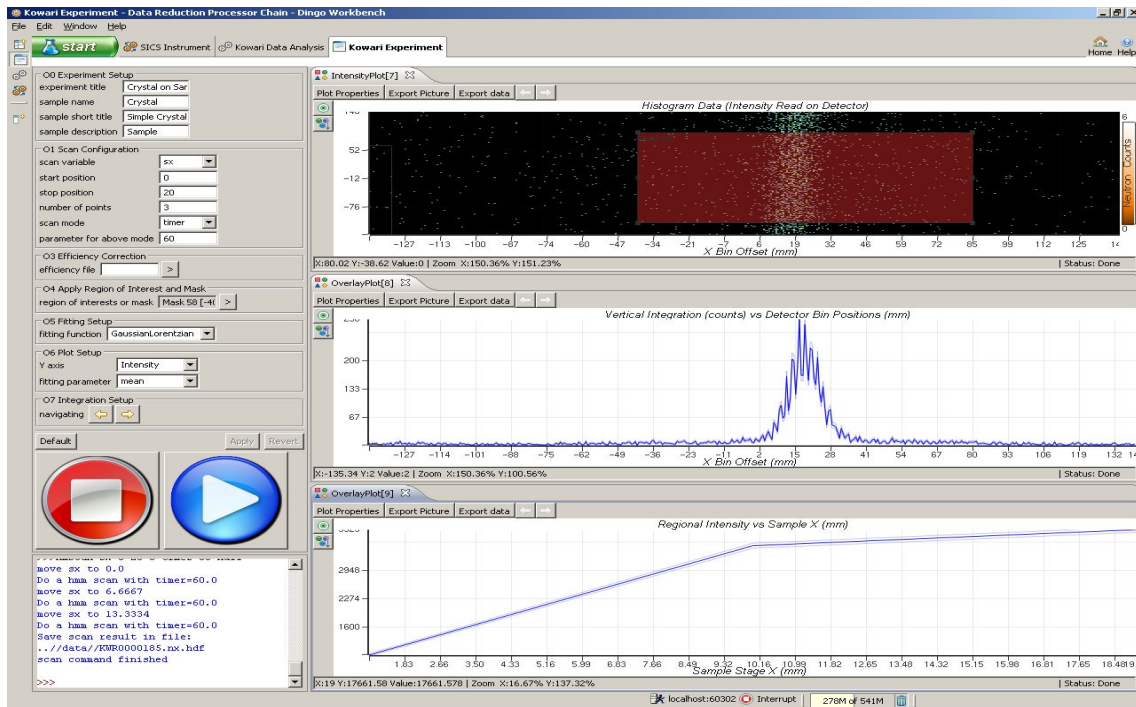 Kowari Experiment - Data Reduction Processor Chain - Dingo Workbench
File Edit Window Help
start SICS Instrument Kowari Data Analysis Kowari Experiment Home Help
00 Experiment Setup
experiment title Crystal on Sar
sample name Crystal
sample short title Simple Crystal
sample description Sample
01 Scan Configuration
scan variable sx
start position 0
stop position 20
number of points 3
scan mode timer
parameter for above mode 60
03 Efficiency Correction
efficiency file >
04 Apply Region of Interest and Mask
region of interests or mask Mask 58 [-4( >
05 Fitting Setup
fitting function GaussianLorentzian
06 Plot Setup
Y axis Intensity
fitting parameter mean
07 Integration Setup
navigating
Default Apply Revert
move sx to 0.0
Do a hmm scan with timer=60.0
move sx to 6.6667
Do a hmm scan with timer=60.0
move sx to 13.3334
Do a hmm scan with timer=60.0
Save scan result in file:
..//data//KWR0000185.nx.hdf
scan command finished
>>>
IntensityPlot[7]
Plot Properties Export Picture Export data
Histogram Data (Intensity Read on Detector)
52
-12
-76
6
Neutron Counts
0
-127 -113 -100 -87 -74 -60 -47 -34 -21 -7 6 19 32 46 59 72 85 99 112 125
X Bin Offset (mm)
X:80.02 Y:-38.62 Value:0 | Zoom X:150.36% Y:151.23% | Status: Done
OverlayPlot[8]
Plot Properties Export Picture Export data
Vertical Integration (counts) vs Detector Bin Positions (mm)
200
133
67
-127 -114 -101 -88 -75 -62 -49 -36 -23 -11 2 15 28 41 54 67 80 93 106 119 132
X Bin Offset (mm)
X:-135.34 Y:2 Value:2 | Zoom X:150.36% Y:100.56% | Status: Done
OverlayPlot[9]
Plot Properties Export Picture Export data
Regional Intensity vs Sample X (mm)
2948
2274
1600
1.83 2.66 3.50 4.33 5.16 5.99 6.83 7.66 8.49 9.32 10.16 10.99 11.82 12.65 13.48 14.32 15.15 15.98 16.81 17.65 18.48
Sample Stage X (mm)
X:19 Y:17661.58 Value:17661.578 | Zoom X:16.67% Y:137.32% | Status: Done
localhost:60302 Interrupt 278M of 541M